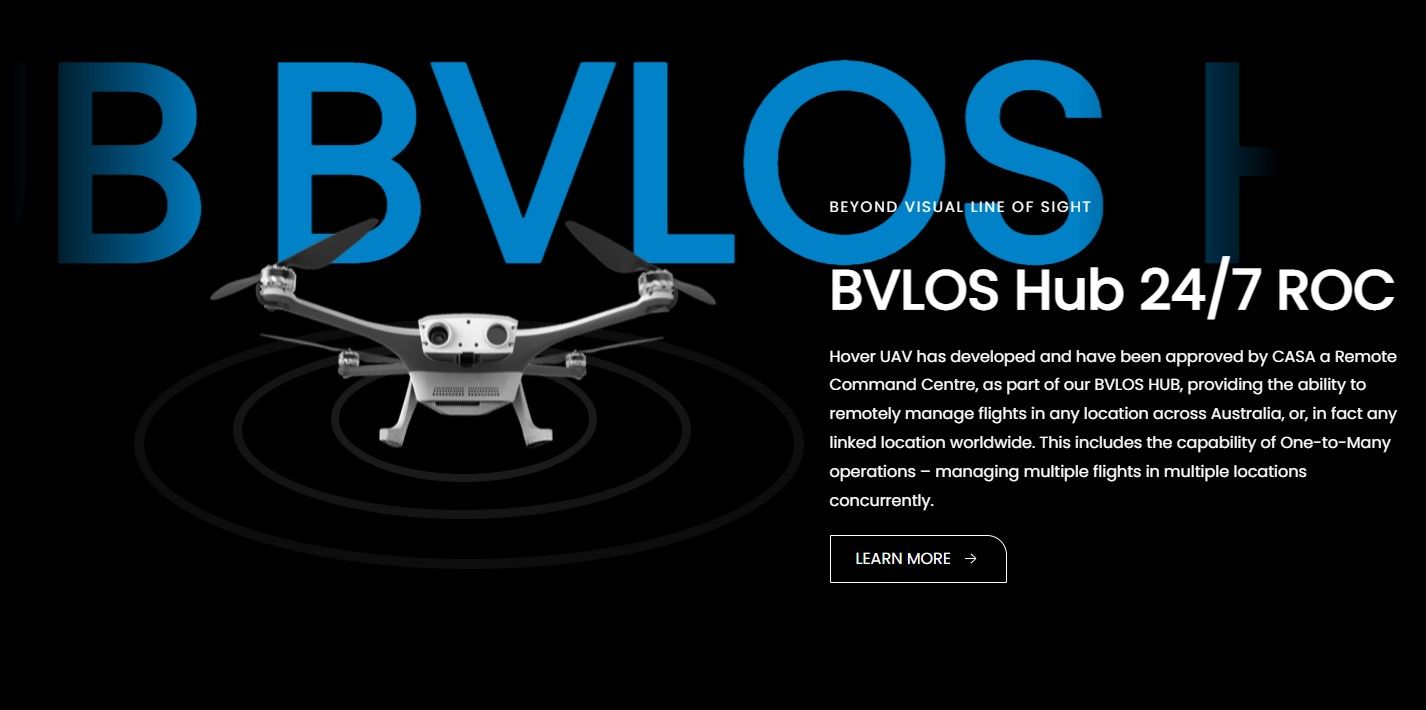 B BVLOS H
BEYOND VISUAL LINE OF SIGHT
BVLOS Hub 24/7 ROC
Hover UAV has developed and have been approved by CASA a Remote
Command Centre, as part of our BVLOS HUB, providing the ability to
remotely manage flights in any location across Australia, or, in fact any
linked location worldwide. This includes the capability of One-to-Many
operations – managing multiple flights in multiple locations
concurrently.
LEARN MORE →